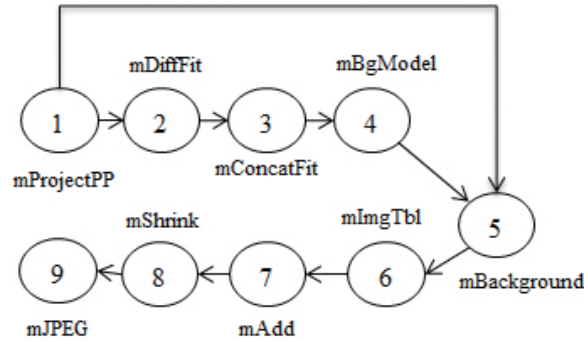 mDiffFit
mBgModel
1
2
3
4
mProjectPP
mConcatFit
mShrink
mImgTbl
5
9
8
7
6
mBackground
mJPEG
mAdd